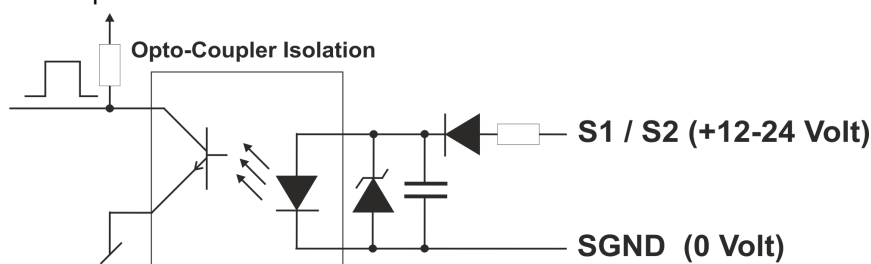 Opto-Coupler Isolation
S1 / S2 (+12-24 Volt)
SGND (0 Volt)